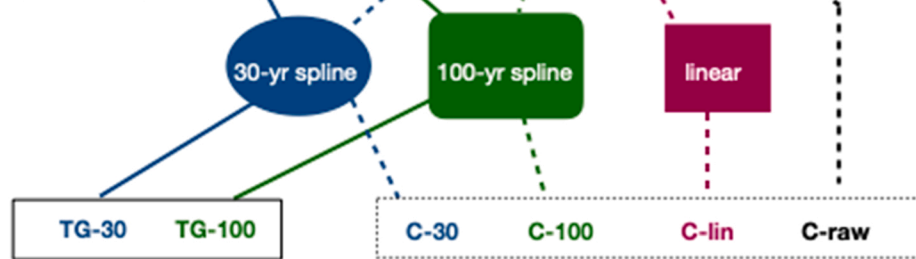 30-yr spline
100-yr spline
linear
TG-30 TG-100 C-30 C-100 C-lin C-raw